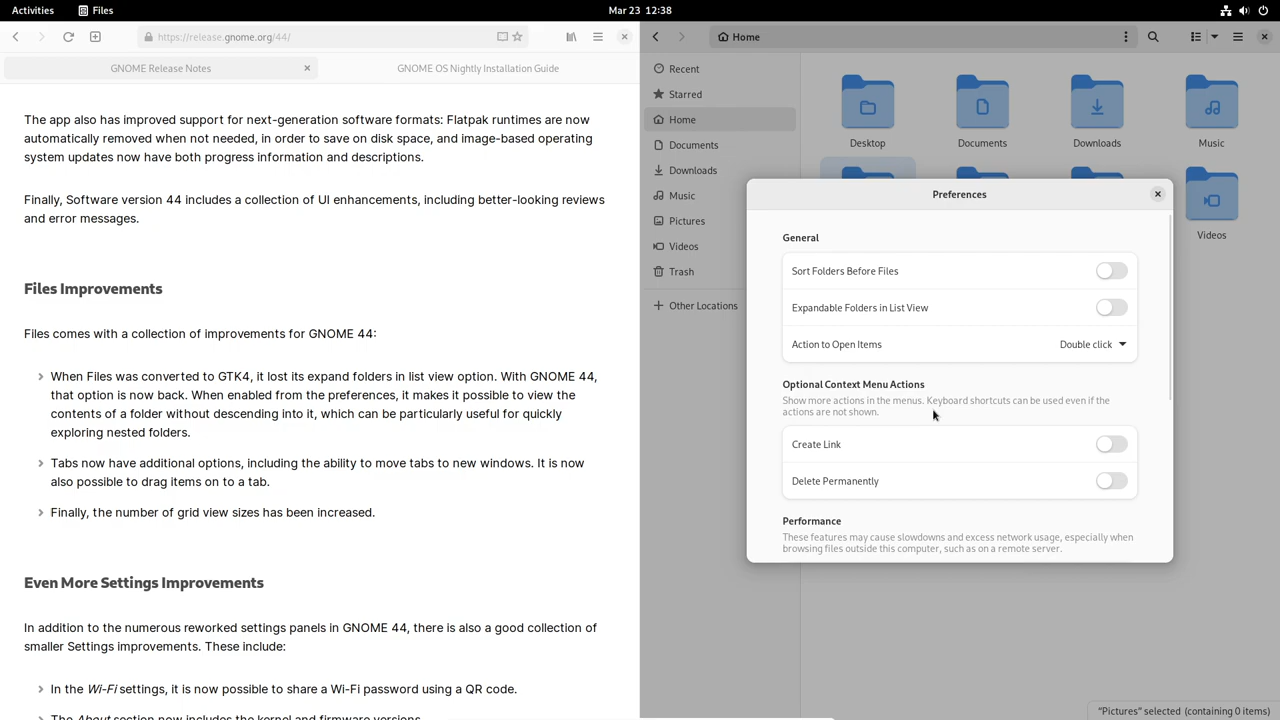 Activities
Files
Mar 23 12:38
https://release.gnome.org/44/
GNOME Release Notes
GNOME OS Nightly Installation Guide
The app also has improved support for next-generation software formats: Flatpak runtimes are now
automatically removed when not needed, in order to save on disk space, and image-based operating
system updates now have both progress information and descriptions.
Finally, Software version 44 includes a collection of UI enhancements, including better-looking reviews
and error messages.
Files Improvements
Files comes with a collection of improvements for GNOME 44:
When Files was converted to GTK4, it lost its expand folders in list view option. With GNOME 44,
that option is now back. When enabled from the preferences, it makes it possible to view the
contents of a folder without descending into it, which can be particularly useful for quickly
exploring nested folders.
Tabs now have additional options, including the ability to move tabs to new windows. It is now
also possible to drag items on to a tab.
Finally, the number of grid view sizes has been increased.
Even More Settings Improvements
In addition to the numerous reworked settings panels in GNOME 44, there is also a good collection of
smaller Settings improvements. These include:
In the Wi-Fi settings, it is now possible to share a Wi-Fi password using a QR code.
The About section now includes the kernel and firmware versions.
Home
Recent
Starred
Home
Documents
Downloads
Music
Pictures
Videos
Trash
Other Locations
Desktop
Documents
Downloads
Music
Videos
Preferences
General
Sort Folders Before Files
Expandable Folders in List View
Action to Open Items
Double click
Optional Context Menu Actions
Show more actions in the menus. Keyboard shortcuts can be used even if the
actions are not shown.
Create Link
Delete Permanently
Performance
These features may cause slowdowns and excess network usage, especially when
browsing files outside this computer, such as on a remote server.
"Pictures" selected (containing 0 items)